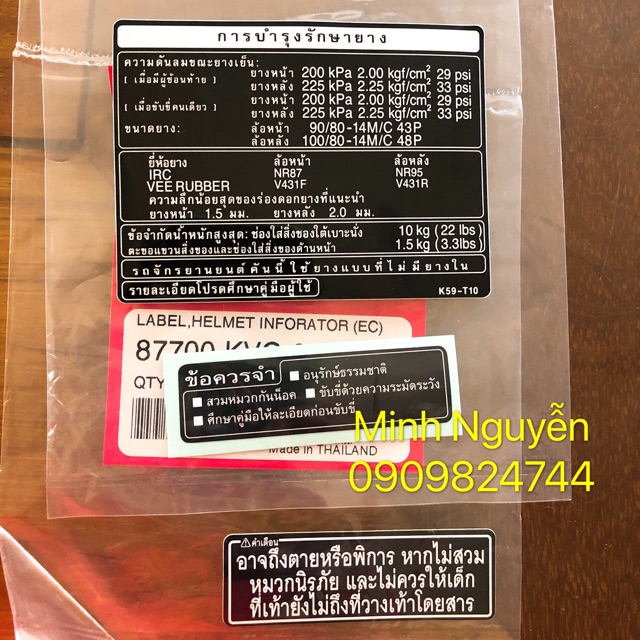 การบำรุงรักษายาง
ความดันลมขณะยางเย็น:
[ เมื่อมีผู้ซ้อนท้าย ] ยางหน้า 200 kPa 2.00 kgf/cm² 29 psi
ยางหลัง 225 kPa 2.25 kgf/cm² 33 psi
[ เมื่อขับขี่คนเดียว ] ยางหน้า 200 kPa 2.00 kgf/cm² 29 psi
ยางหลัง 225 kPa 2.25 kgf/cm² 33 psi
ขนาดยาง: ล้อหน้า 90/80-14M/C 43P
ล้อหลัง 100/80-14M/C 48P
ยี่ห้อยาง ล้อหน้า ล้อหลัง
IRC NR87 NR95
VEE RUBBER V431F V431R
ความลึกน้อยสุดของร่องดอกยางที่แนะนำ
ยางหน้า 1.5 มม. ยางหลัง 2.0 มม.
ข้อจำกัดน้ำหนักสูงสุด: ช่องใส่สิ่งของใต้เบาะนั่ง 10 kg (22 lbs)
ตะขอแขวนสิ่งของและช่องใส่สิ่งของด้านหน้า 1.5 kg (3.3lbs)
รถจักรยานยนต์คันนี้ใช้ยางแบบที่ไม่มียางใน
รายละเอียดโปรดศึกษาคู่มือผู้ใช้ K59-T10
LABEL,HELMET INFORATOR (EC)
87700-KVG
QTY
ข้อควรจำ
อนุรักษ์ธรรมชาติ
สวมหมวกกันน็อค ขับขี่ด้วยความระมัดระวัง
ศึกษาคู่มือให้ละเอียดก่อนขับขี่
Made in THAILAND
Minh Nguyễn
0909824744
⚠คำเตือน
อาจถึงตายหรือพิการ หากไม่สวม
หมวกนิรภัย และไม่ควรให้เด็ก
ที่เท้ายังไม่ถึงที่วางเท้าโดยสาร